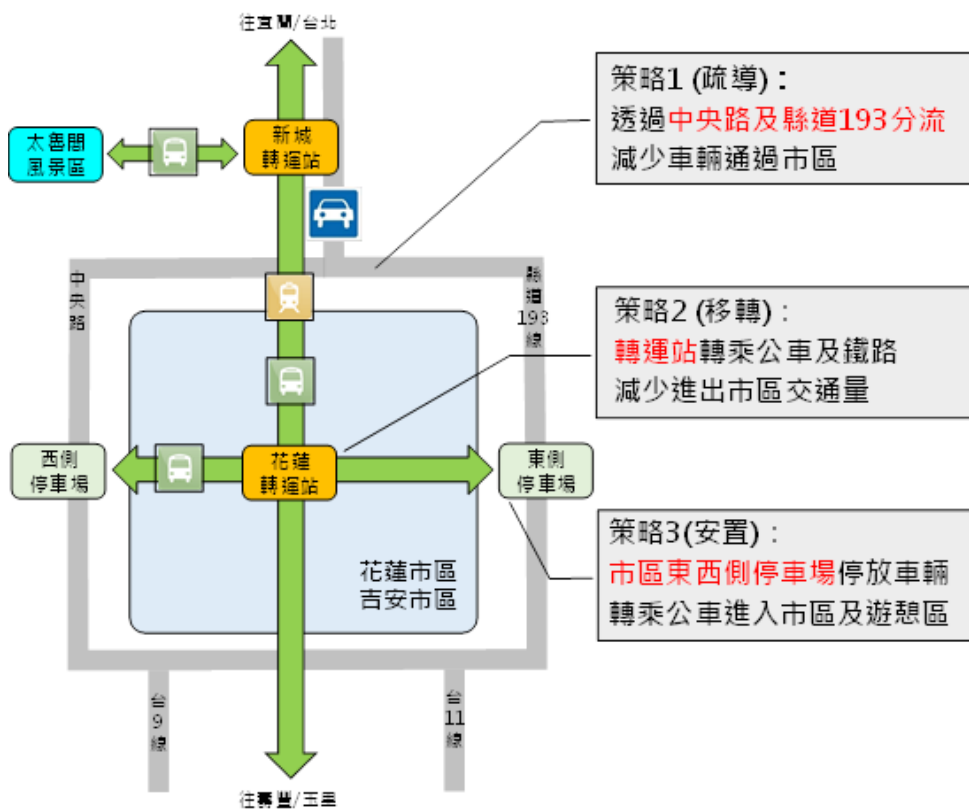 往宜蘭/台北
新城
轉運站
太魯閣
風景區
策略1 (疏導)：
透過中央路及縣道193分流
減少車輛通過市區
中央路
縣道193線
策略2 (移轉)：
轉運站轉乘公車及鐵路
減少進出市區交通量
西側
停車場
花蓮
轉運站
東側
停車場
花蓮市區
吉安市區
策略3(安置)：
市區東西側停車場停放車輛
轉乘公車進入市區及遊憩區
台9線
台11線
往壽豐/玉里